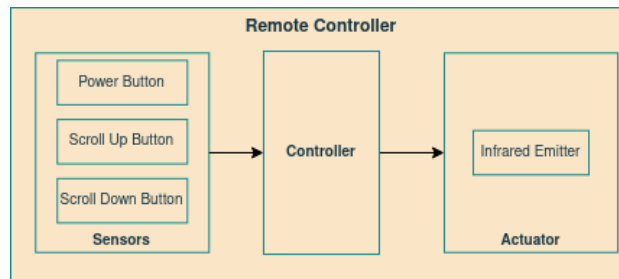 Remote Controller
Power Button
Scroll Up Button
Scroll Down Button
Sensors
Controller
Infrared Emitter
Actuator